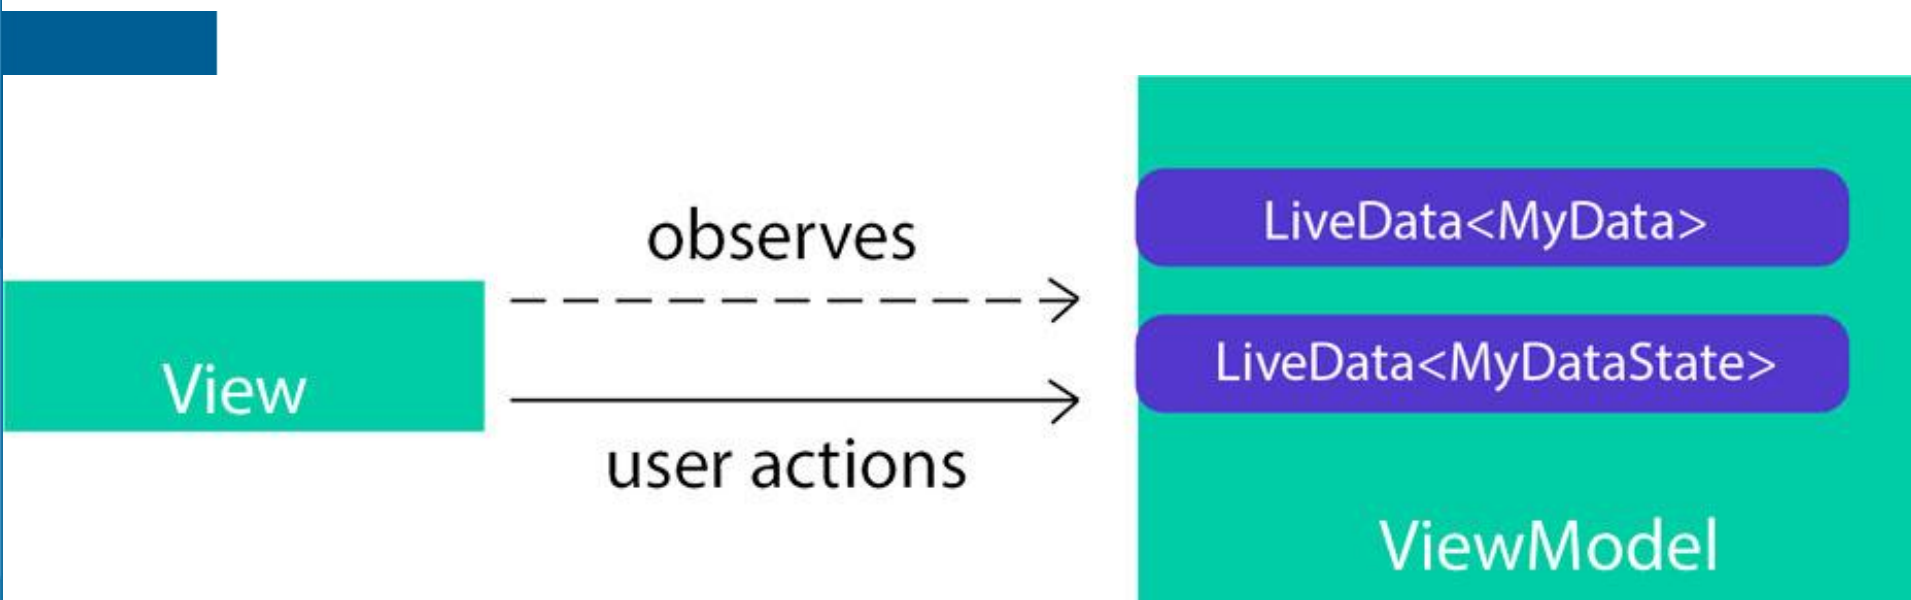 observes
View
user actions
LiveData<MyData>
LiveData<MyDataState>
ViewModel